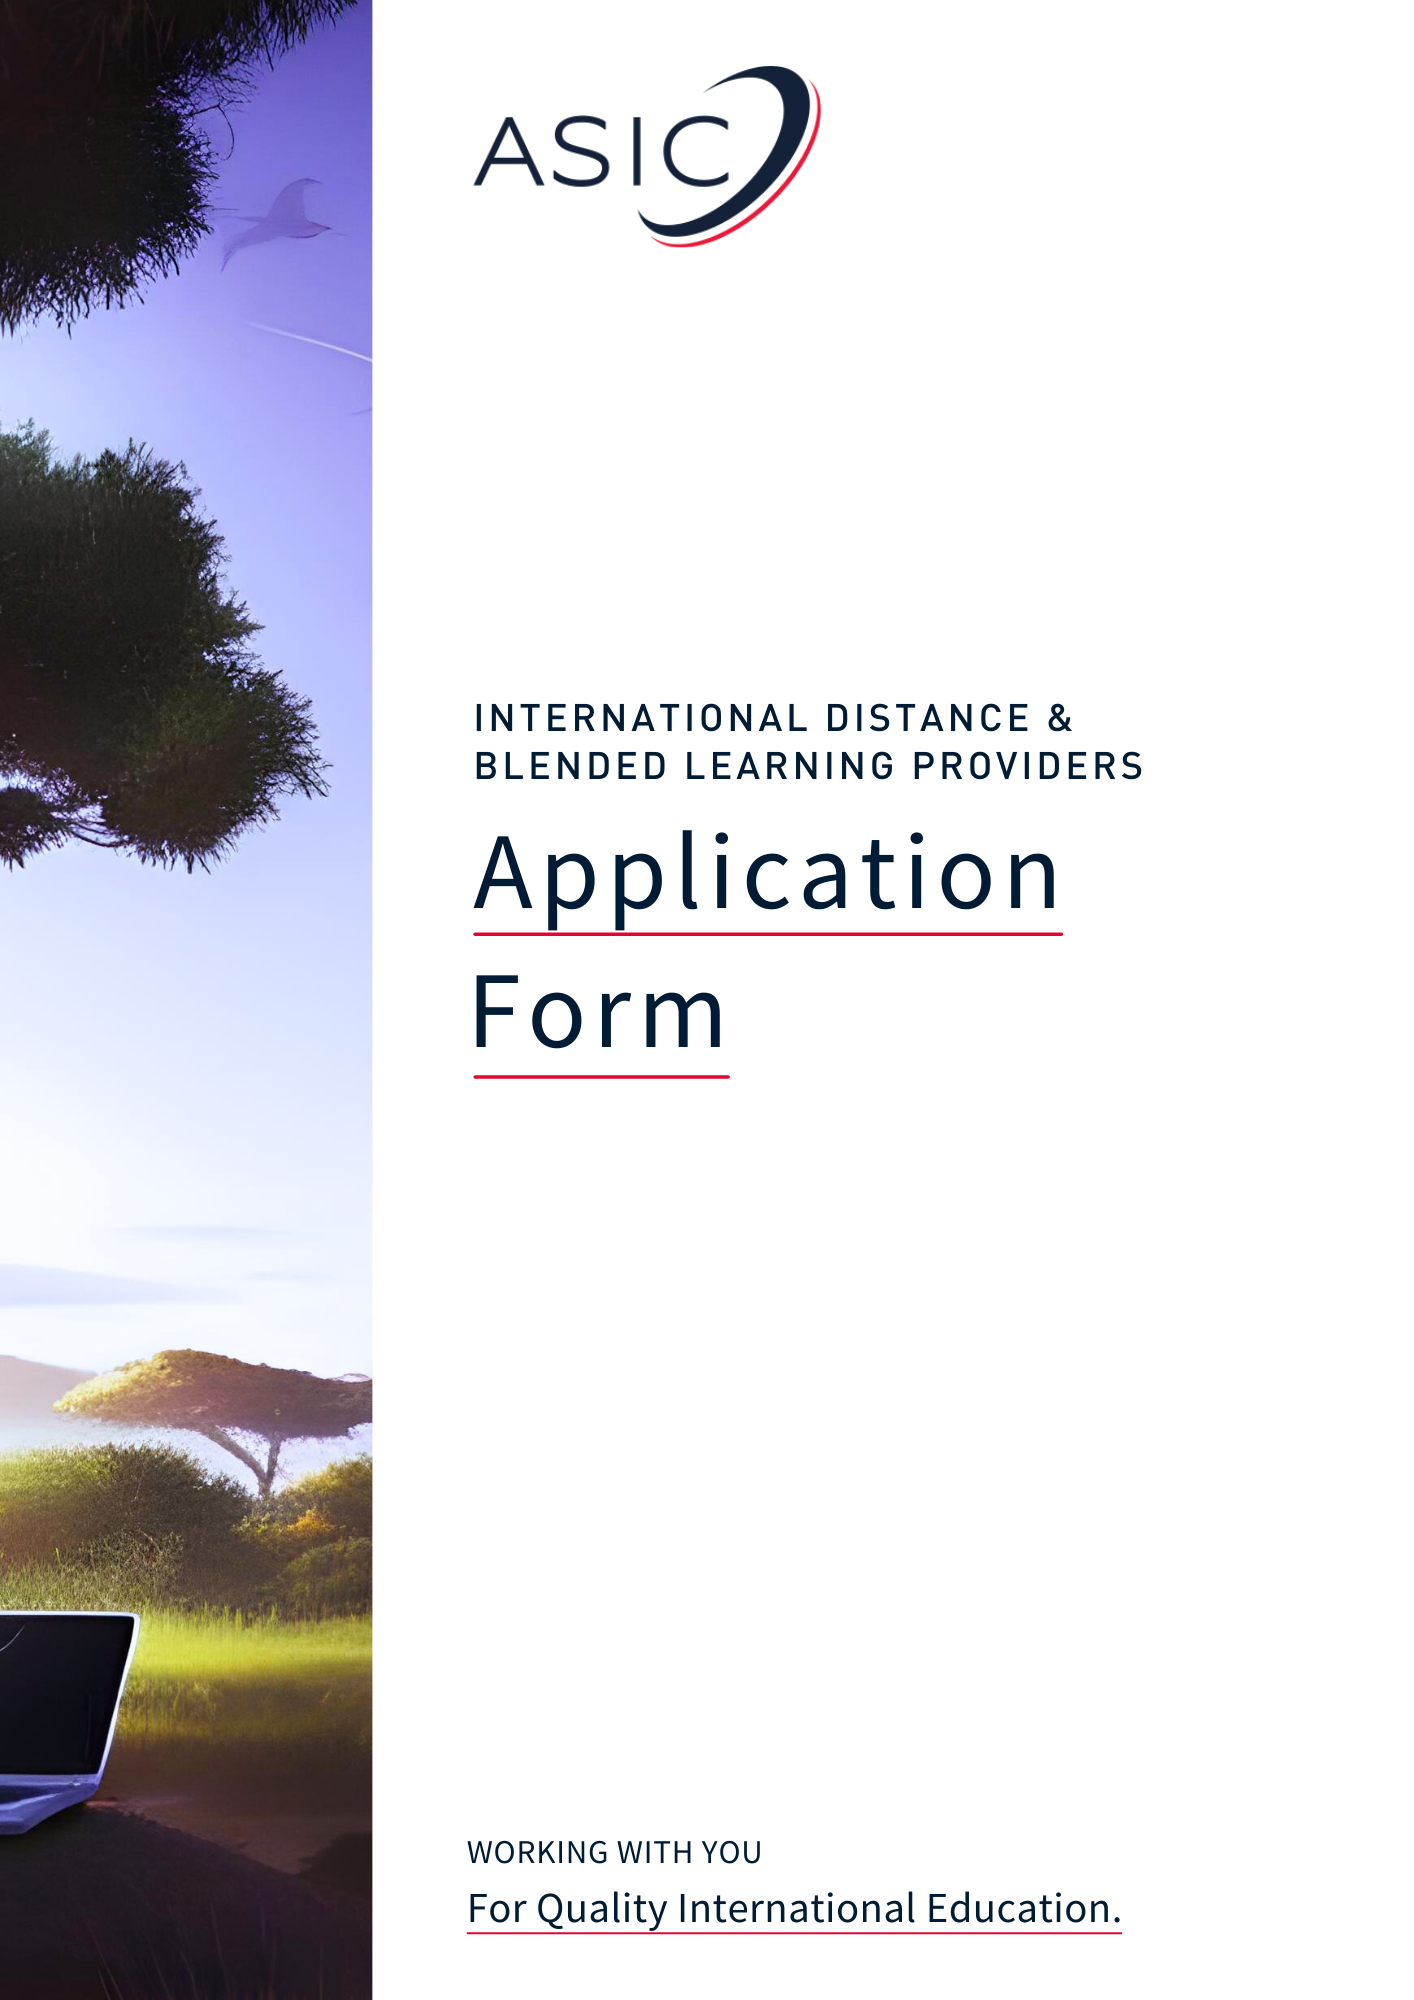 ASIC
INTERNATIONAL DISTANCE &
BLENDED LEARNING PROVIDERS
Application
Form
WORKING WITH YOU
For Quality International Education.